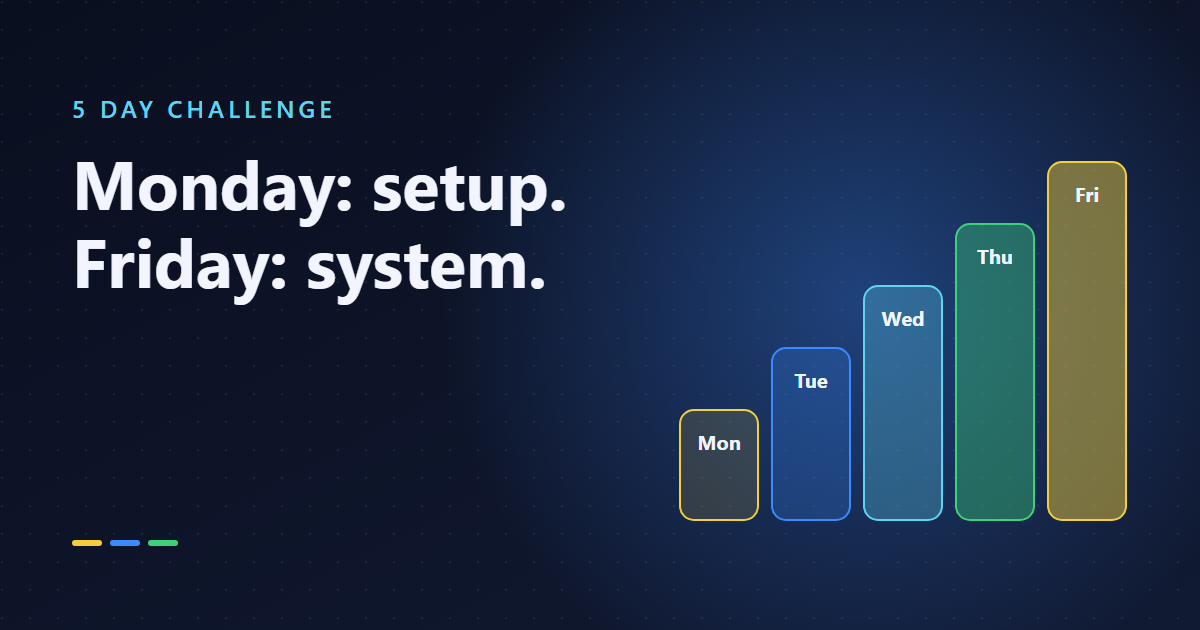 5 DAY CHALLENGE
Monday: setup.
Friday: system.
Mon
Tue
Wed
Thu
Fri